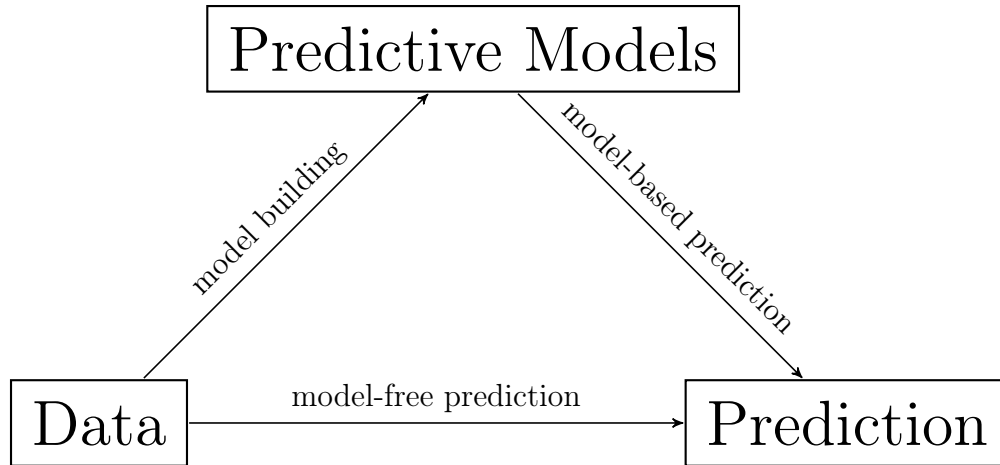 Predictive Models
model building
model-based prediction
model-free prediction
Data
Prediction